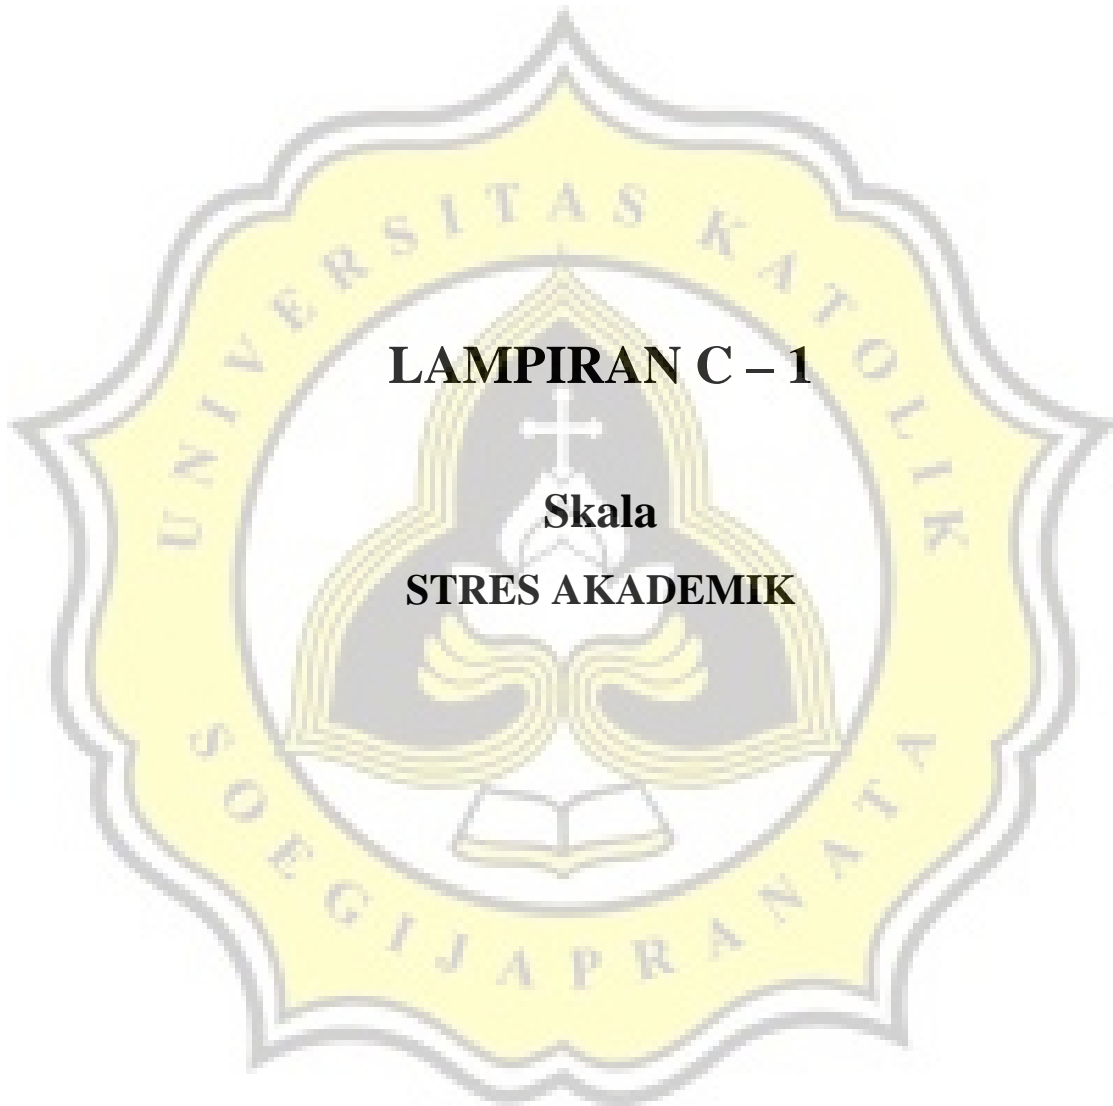 UNIVERSITAS KATOLIK
LAMPIRAN C – 1
Skala
STRES AKADEMIK
SOEGIJAPRANATA